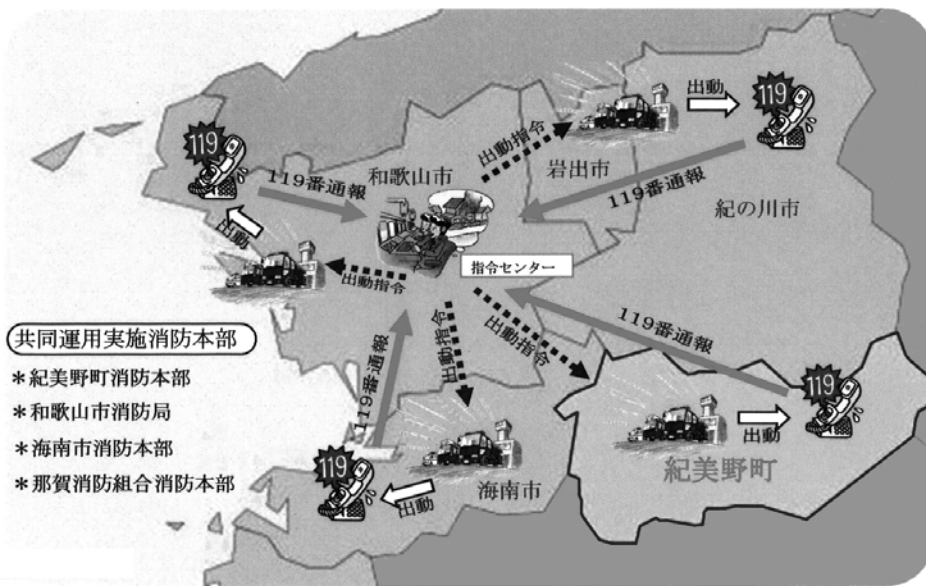 119
出動
119
出動指令
岩出市
119番通報
和歌山市
119番通報
紀の川市
出動
指令センター
出動指令
出動指令
出動指令
119番通報
119番通報
共同運用実施消防本部
*紀美野町消防本部
*和歌山市消防局
*海南市消防本部
*那賀消防組合消防本部
119
出動
紀美野町
119
海南市
出動